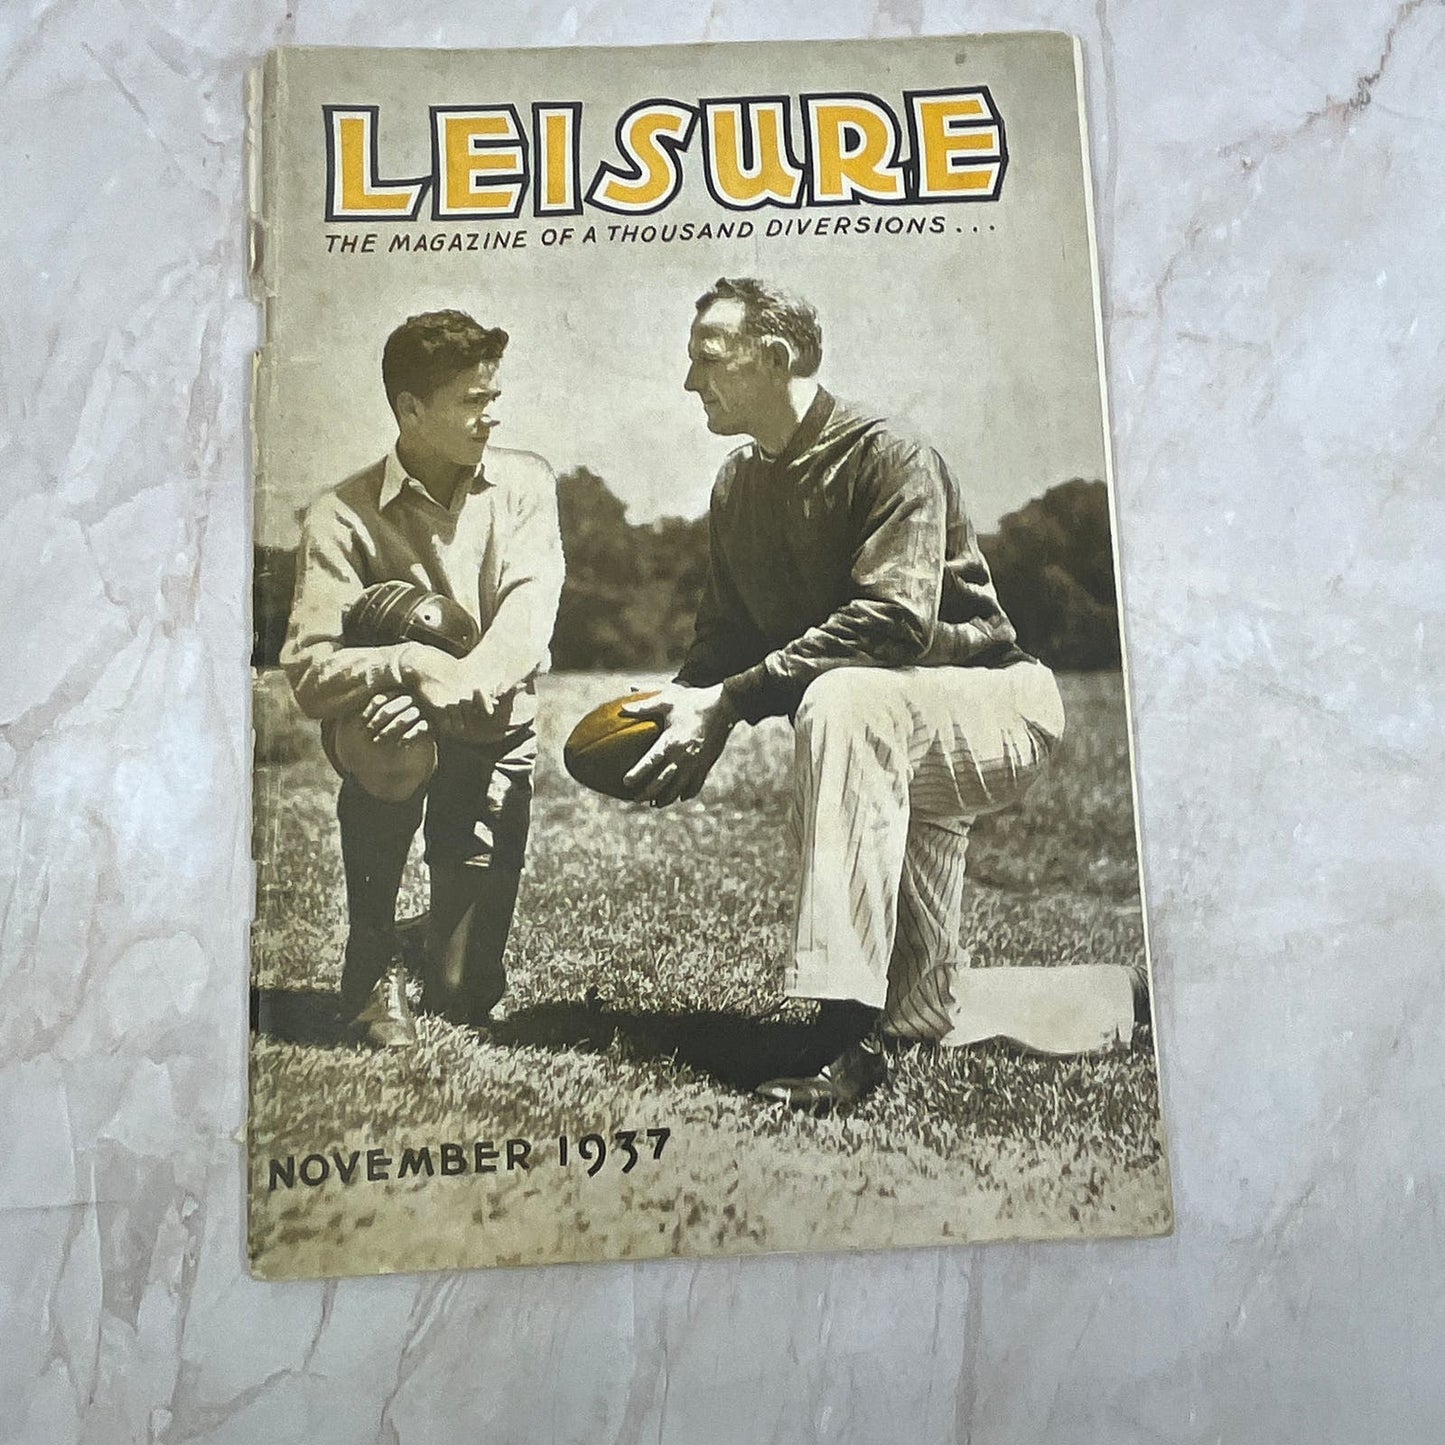 LEISURE
THE MAGAZINE OF A THOUSAND DIVERSIONS...
NOVEMBER 1937